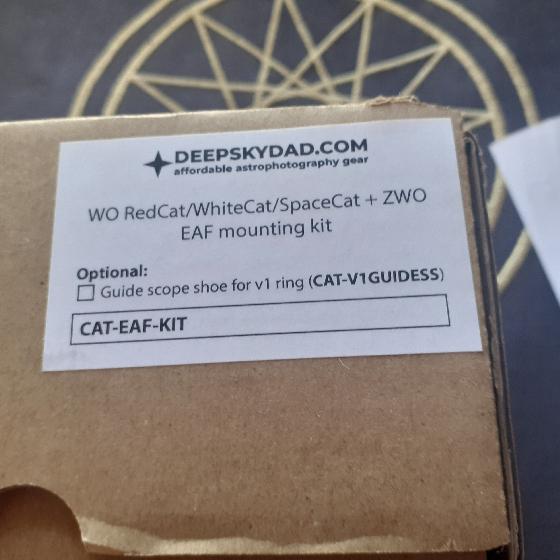 DEEPSKYDAD.COM
affordable astrophotography gear
WO RedCat/WhiteCat/SpaceCat + ZWO
EAF mounting kit
Optional:
Guide scope shoe for v1 ring (CAT-V1GUIDESS)
CAT-EAF-KIT